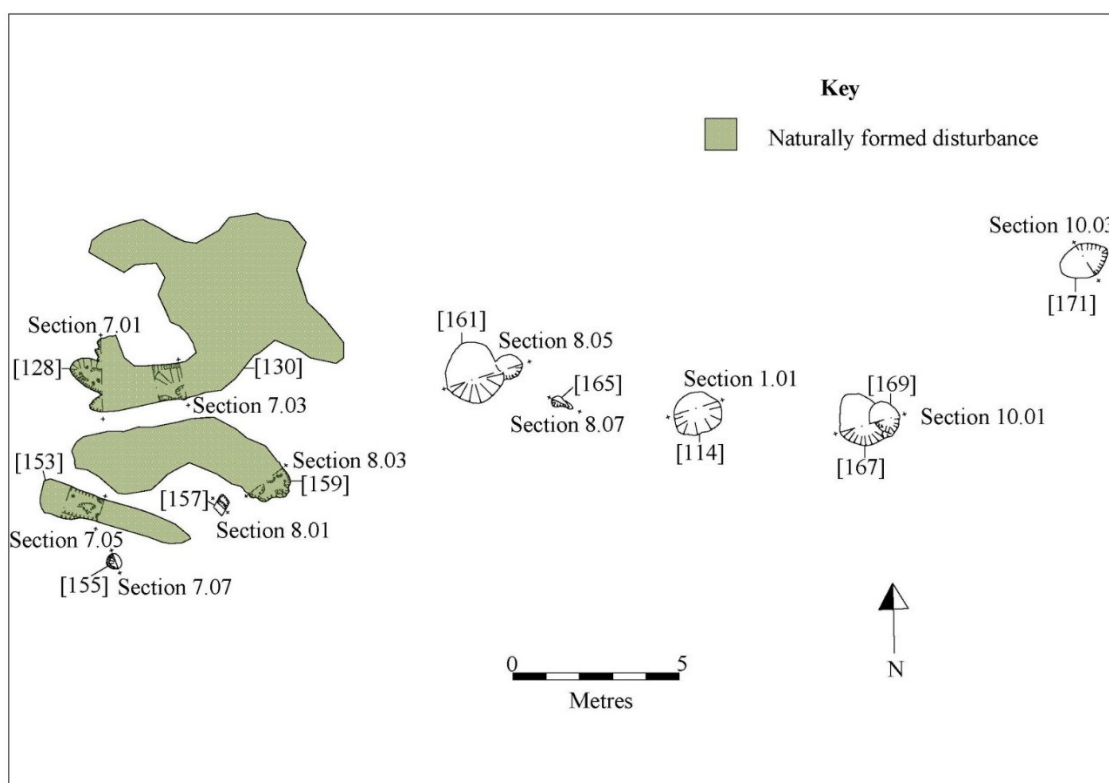 Key
Naturally formed disturbance
Section 10.03
[171]
Section 7.01
[128]
[130]
Section 7.03
[161]
Section 8.05
[165]
Section 8.07
Section 1.01
[114]
[169]
Section 10.01
[167]
[153]
Section 8.03
[159]
[157]
Section 8.01
Section 7.05
[155]
Section 7.07
0
5
Metres
N